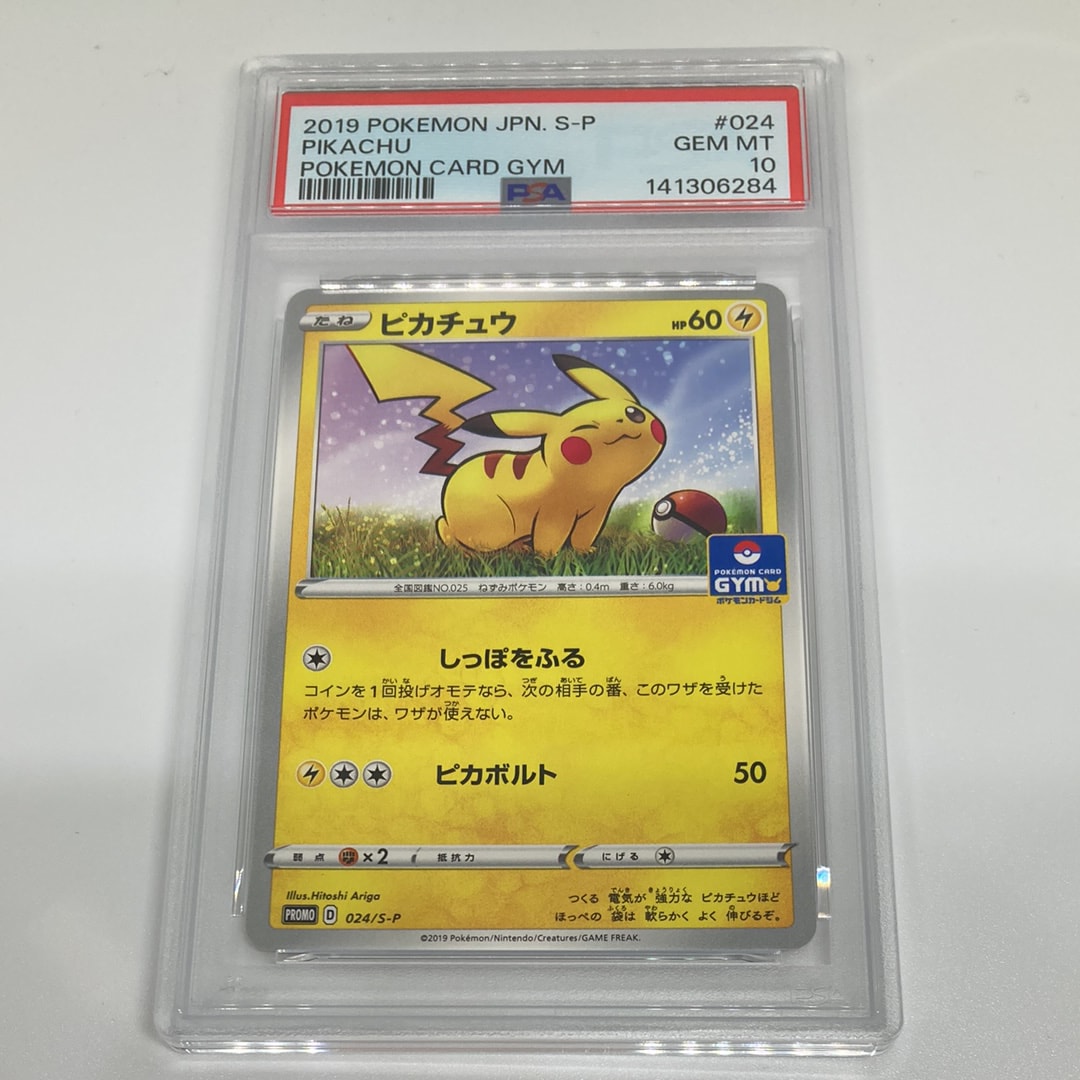 2019 POKEMON JPN. S-P #024
PIKACHU GEM MT
POKEMON CARD GYM 10
PSA 141306284
たね ピカチュウ HP60
POKÉMON CARD
GYM
ポケモンカードジム
全国図鑑NO.025 ねずみポケモン 高さ:0.4m 重さ:6.0kg
しっぽをふる
コインを1回投げオモテなら、次の相手の番、このワザを受けた
ポケモンは、ワザが使えない。
ピカボルト 50
弱点 ×2 抵抗力 にげる
Illus.Hitoshi Ariga
つくる 電気が 強力な ピカチュウほど
ほっぺの 袋は 軟らかく よく 伸びるぞ。
PROMO D 024/S-P
©2019 Pokémon/Nintendo/Creatures/GAME FREAK.